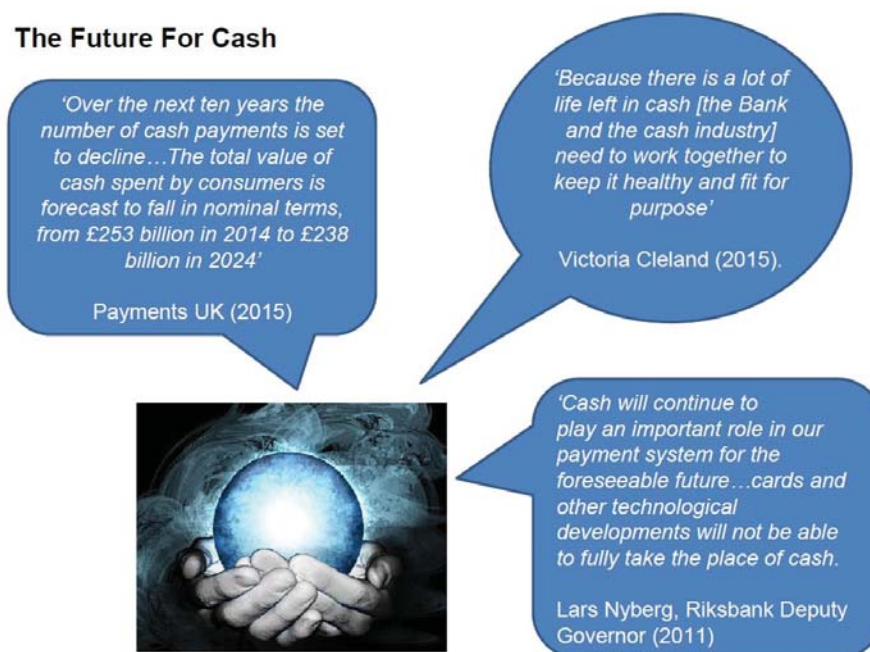 The Future For Cash
‘Over the next ten years the
number of cash payments is set
to decline…The total value of
cash spent by consumers is
forecast to fall in nominal terms,
from £253 billion in 2014 to £238
billion in 2024’
Payments UK (2015)
‘Because there is a lot of
life left in cash [the Bank
and the cash industry]
need to work together to
keep it healthy and fit for
purpose’
Victoria Cleland (2015).
‘Cash will continue to
play an important role in our
payment system for the
foreseeable future…cards and
other technological
developments will not be able
to fully take the place of cash.
Lars Nyberg, Riksbank Deputy
Governor (2011)